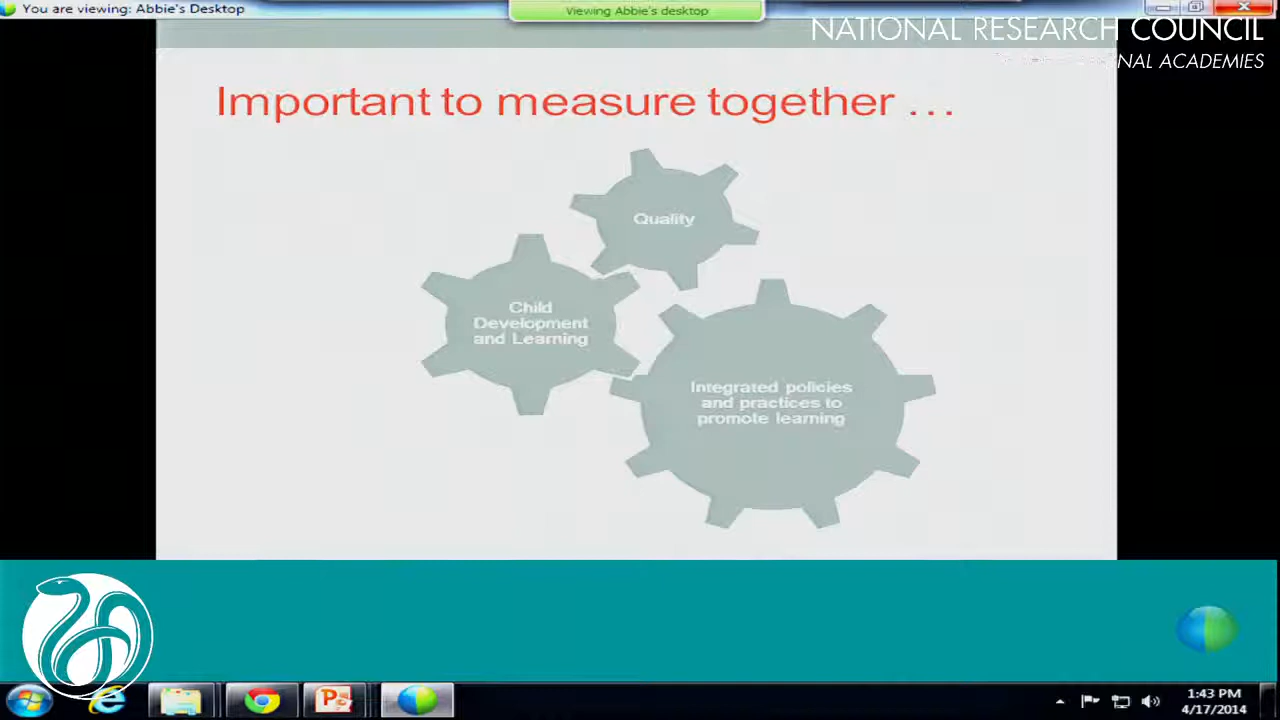 You are viewing: Abbie's Desktop
Viewing Abbie's desktop
NATIONAL RESEARCH COUNCIL
NAL ACADEMIES
Important to measure together ...
Quality
Child
Development
and Learning
Integrated policies
and practices to
promote learning
1:43 PM
4/17/2014